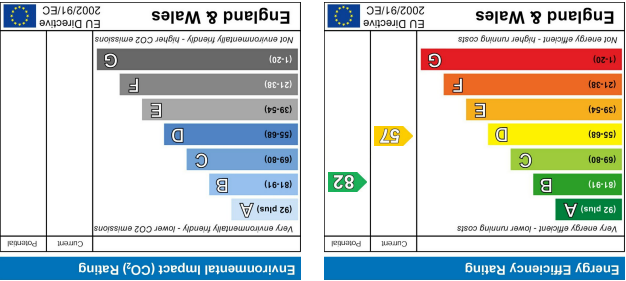 Energy Efficiency Rating
Current
Potential
Very energy efficient - lower running costs
(92 plus) A
(81-91) B
(69-80) C
(55-68) D
(39-54) E
(21-38) F
(1-20) G
Not energy efficient - higher running costs
82
57
England & Wales
EU Directive
2002/91/EC
Environmental Impact (CO₂) Rating
Current
Potential
Very environmentally friendly - lower CO2 emissions
(92 plus) A
(81-91) B
(69-80) C
(55-68) D
(39-54) E
(21-38) F
(1-20) G
Not environmentally friendly - higher CO2 emissions
England & Wales
EU Directive
2002/91/EC